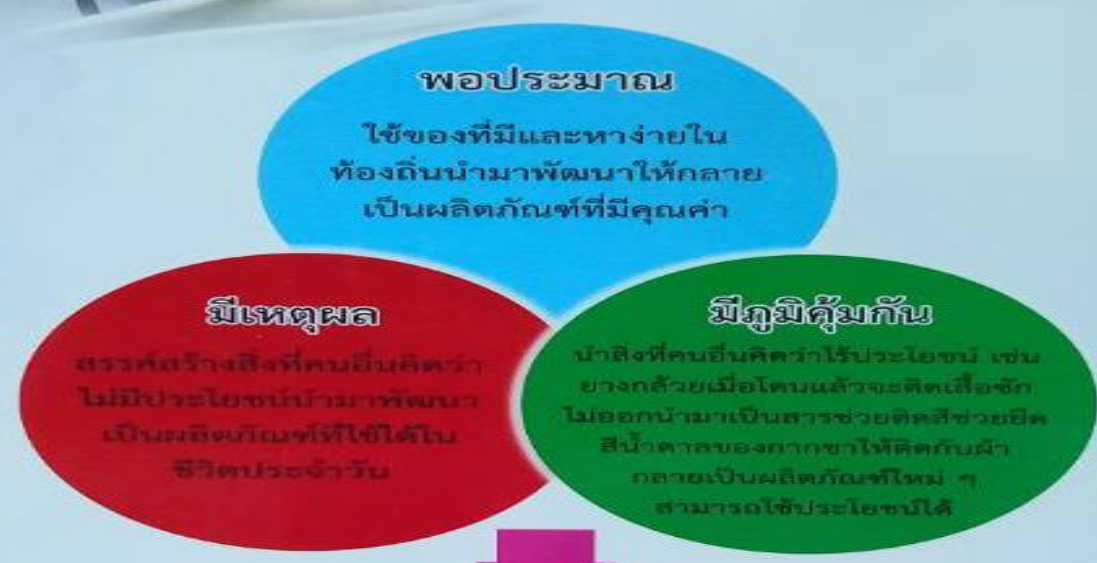 พอประมาณ
ใช้ของที่มีและหาง่ายใน
ท้องถิ่นนำมาพัฒนาให้กลาย
เป็นผลิตภัณฑ์ที่มีคุณค่า
มีเหตุผล
สรรค์สร้างสิ่งที่คนอื่นคิดว่า
ไม่มีประโยชน์นำมาพัฒนา
เป็นผลิตภัณฑ์ที่ใช้ได้ใน
ชีวิตประจำวัน
มีภูมิคุ้มกัน
นำสิ่งที่คนอื่นคิดว่าไร้ประโยชน์ เช่น
ยางกล้วยเมื่อโดนแล้วจะติดเสื้อซัก
ไม่ออกนำมาเป็นสารช่วยติดสีช่วยยึด
สีน้ำตาลของกากชาให้ติดกับผ้า
กลายเป็นผลิตภัณฑ์ใหม่ ๆ
สามารถใช้ประโยชน์ได้